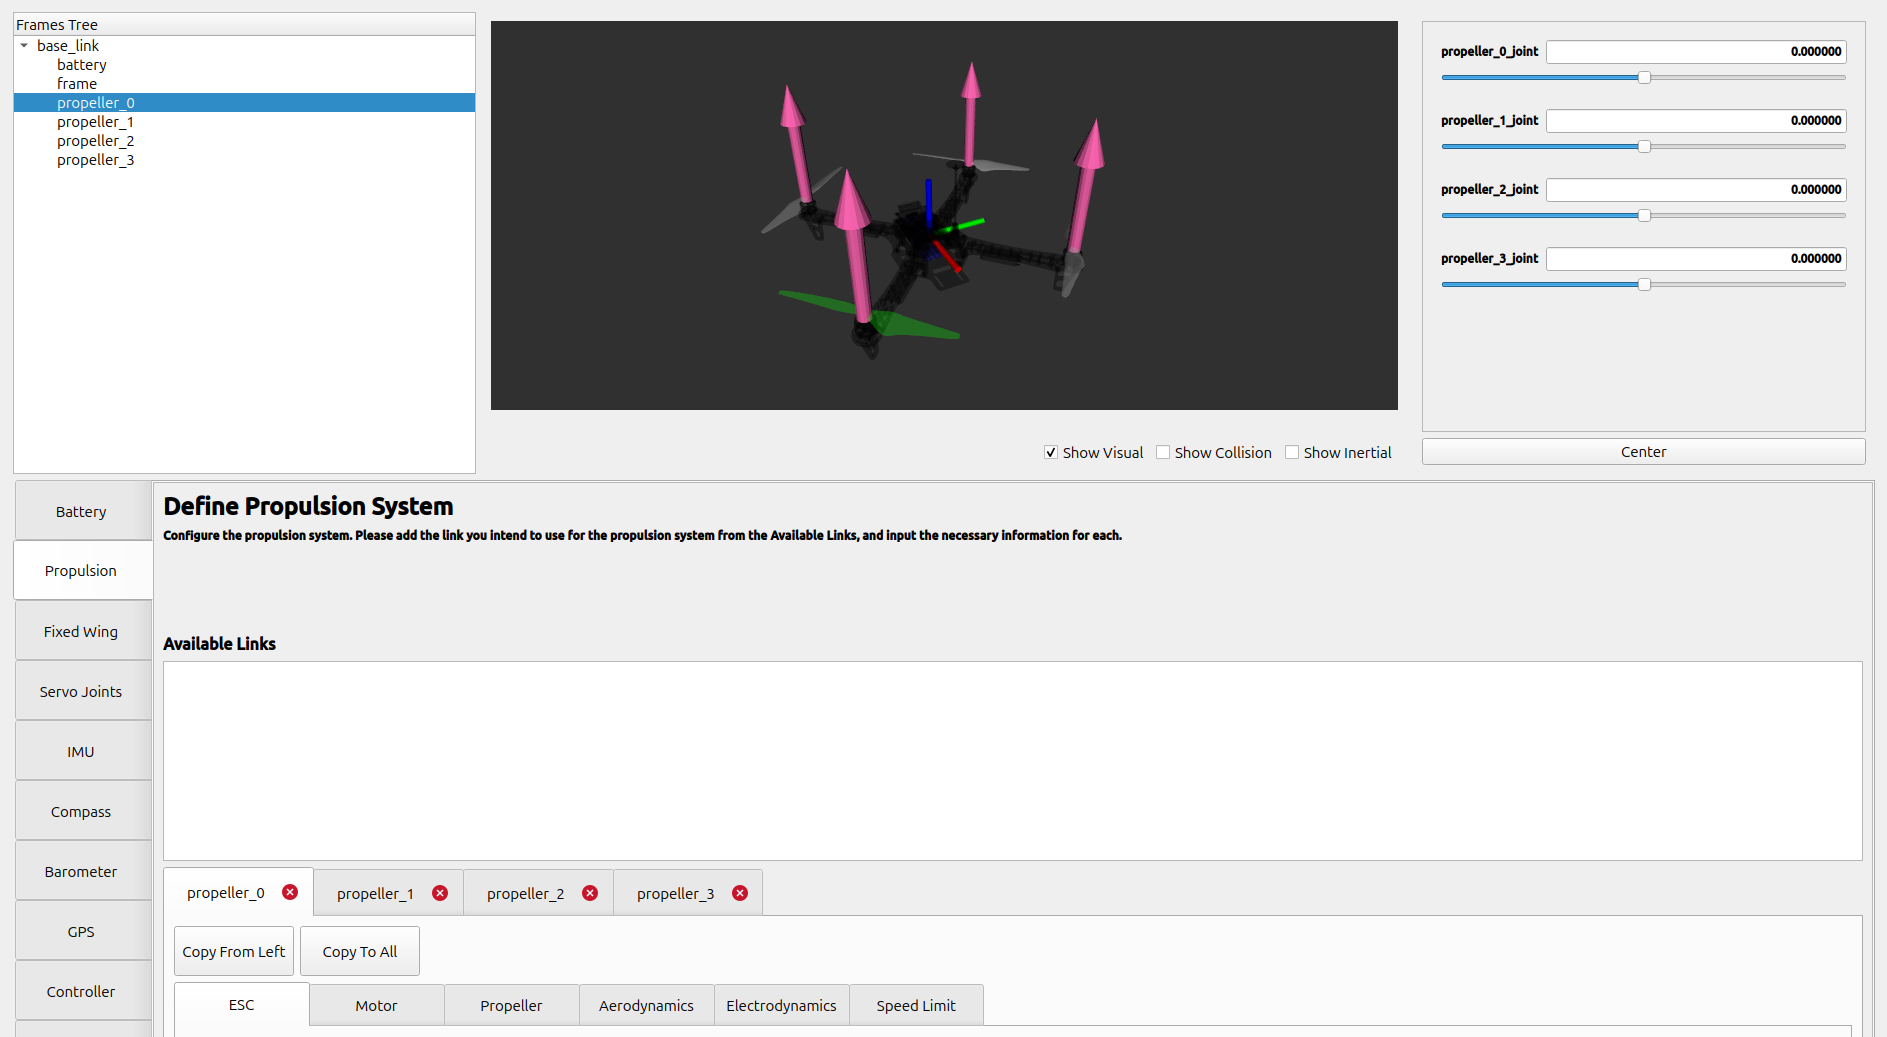 Frames Tree
base_link
battery
frame
propeller_0
propeller_1
propeller_2
propeller_3
Show Visual Show Collision Show Inertial
propeller_0_joint 0.000000
propeller_1_joint 0.000000
propeller_2_joint 0.000000
propeller_3_joint 0.000000
Center
Battery
Propulsion
Fixed Wing
Servo Joints
IMU
Compass
Barometer
GPS
Controller
Define Propulsion System
Configure the propulsion system. Please add the link you intend to use for the propulsion system from the Available Links, and input the necessary information for each.
Available Links
propeller_0 propeller_1 propeller_2 propeller_3
Copy From Left Copy To All
ESC Motor Propeller Aerodynamics Electrodynamics Speed Limit